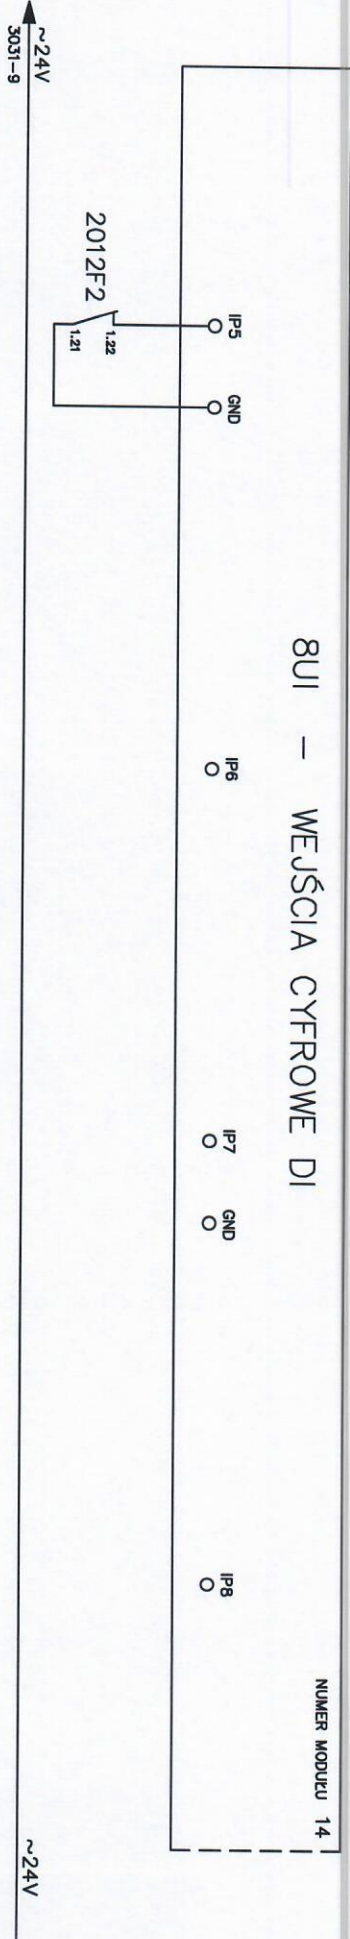 NUMER MODUŁU 14
8UI – WEJŚCIA CYFROWE DI
IP5
GND
IP6
IP7
GND
IP8
2012F2
1.22
1.21
~24V
3031-9
~24V